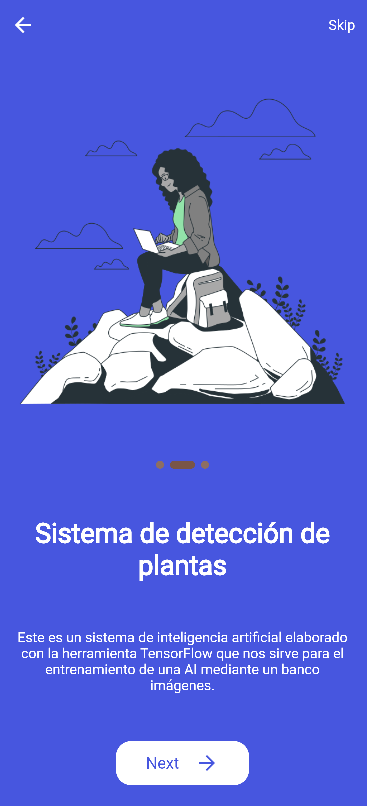 Skip
Sistema de detección de
plantas
Este es un sistema de inteligencia artificial elaborado
con la herramienta TensorFlow que nos sirve para el
entrenamiento de una AI mediante un banco
imágenes.
Next